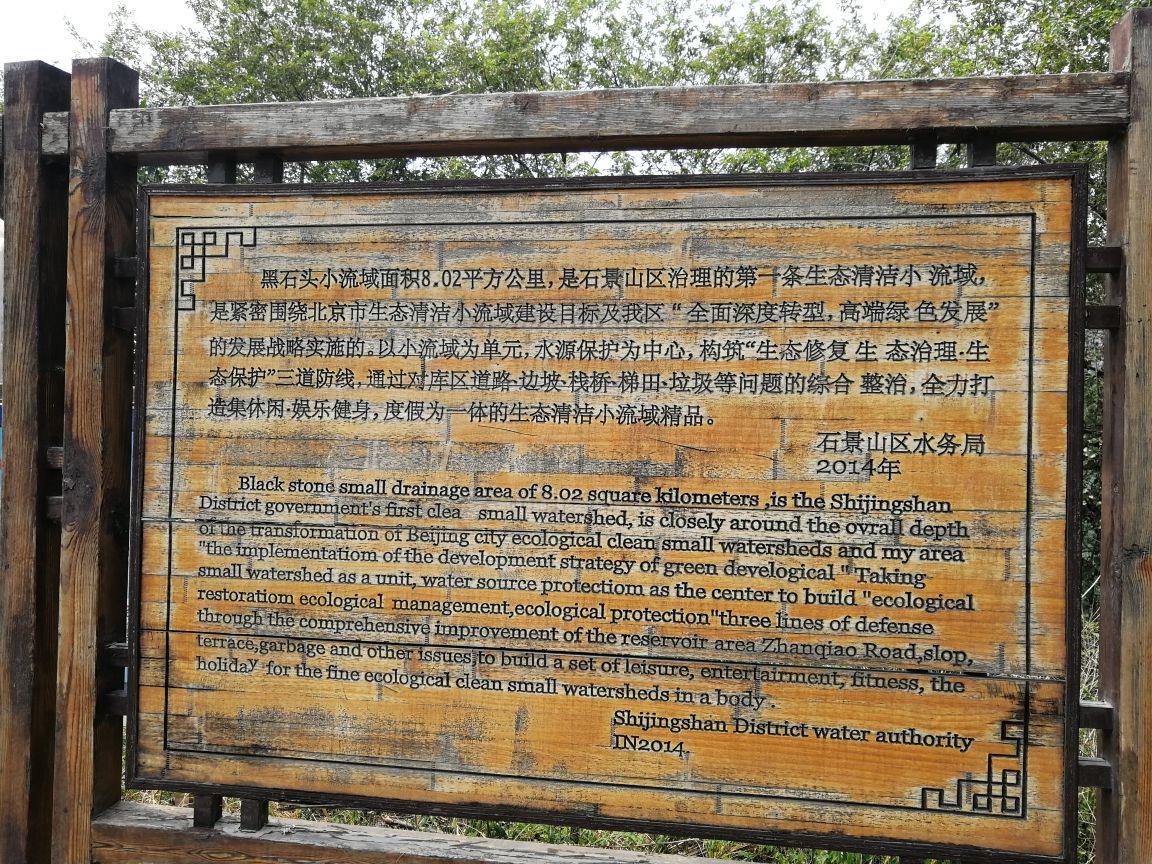 黑石头小流域面积8.02平方公里，是石景山区治理的第一条生态清洁小流域，
是紧密围绕北京市生态清洁小流域建设目标及我区“全面深度转型，高端绿色发展”
的发展战略实施的。以小流域为单元，水源保护为中心，构筑“生态修复生态治理·生
态保护”三道防线，通过对库区道路·边坡·栈桥·梯田·垃圾等问题的综合整治，全力打
造集休闲·娱乐健身，度假为一体的生态清洁小流域精品。
石景山区水务局
2014年
Black stone small drainage area of 8.02 square kilometers ,is the Shijingshan
District government's first clea small watershed, is closely around the ovrall depth
of the transformation of Beijing city ecological clean small watersheds and my area
"the implementatiom of the development strategy of green develogical " Taking
small watershed as a unit, water source protectiom as the center to build "ecological
restoratiom ecological management,ecological protection"three lines of defense
through the comprehensive improvement of the reservoir area Zhanqiao Road,slop,
terrace,garbage and other issues,to build a set of leisure, entertairment, fitness, the
holiday for the fine ecological clean small watersheds in a body .
Shijingshan District water authority
IN2014